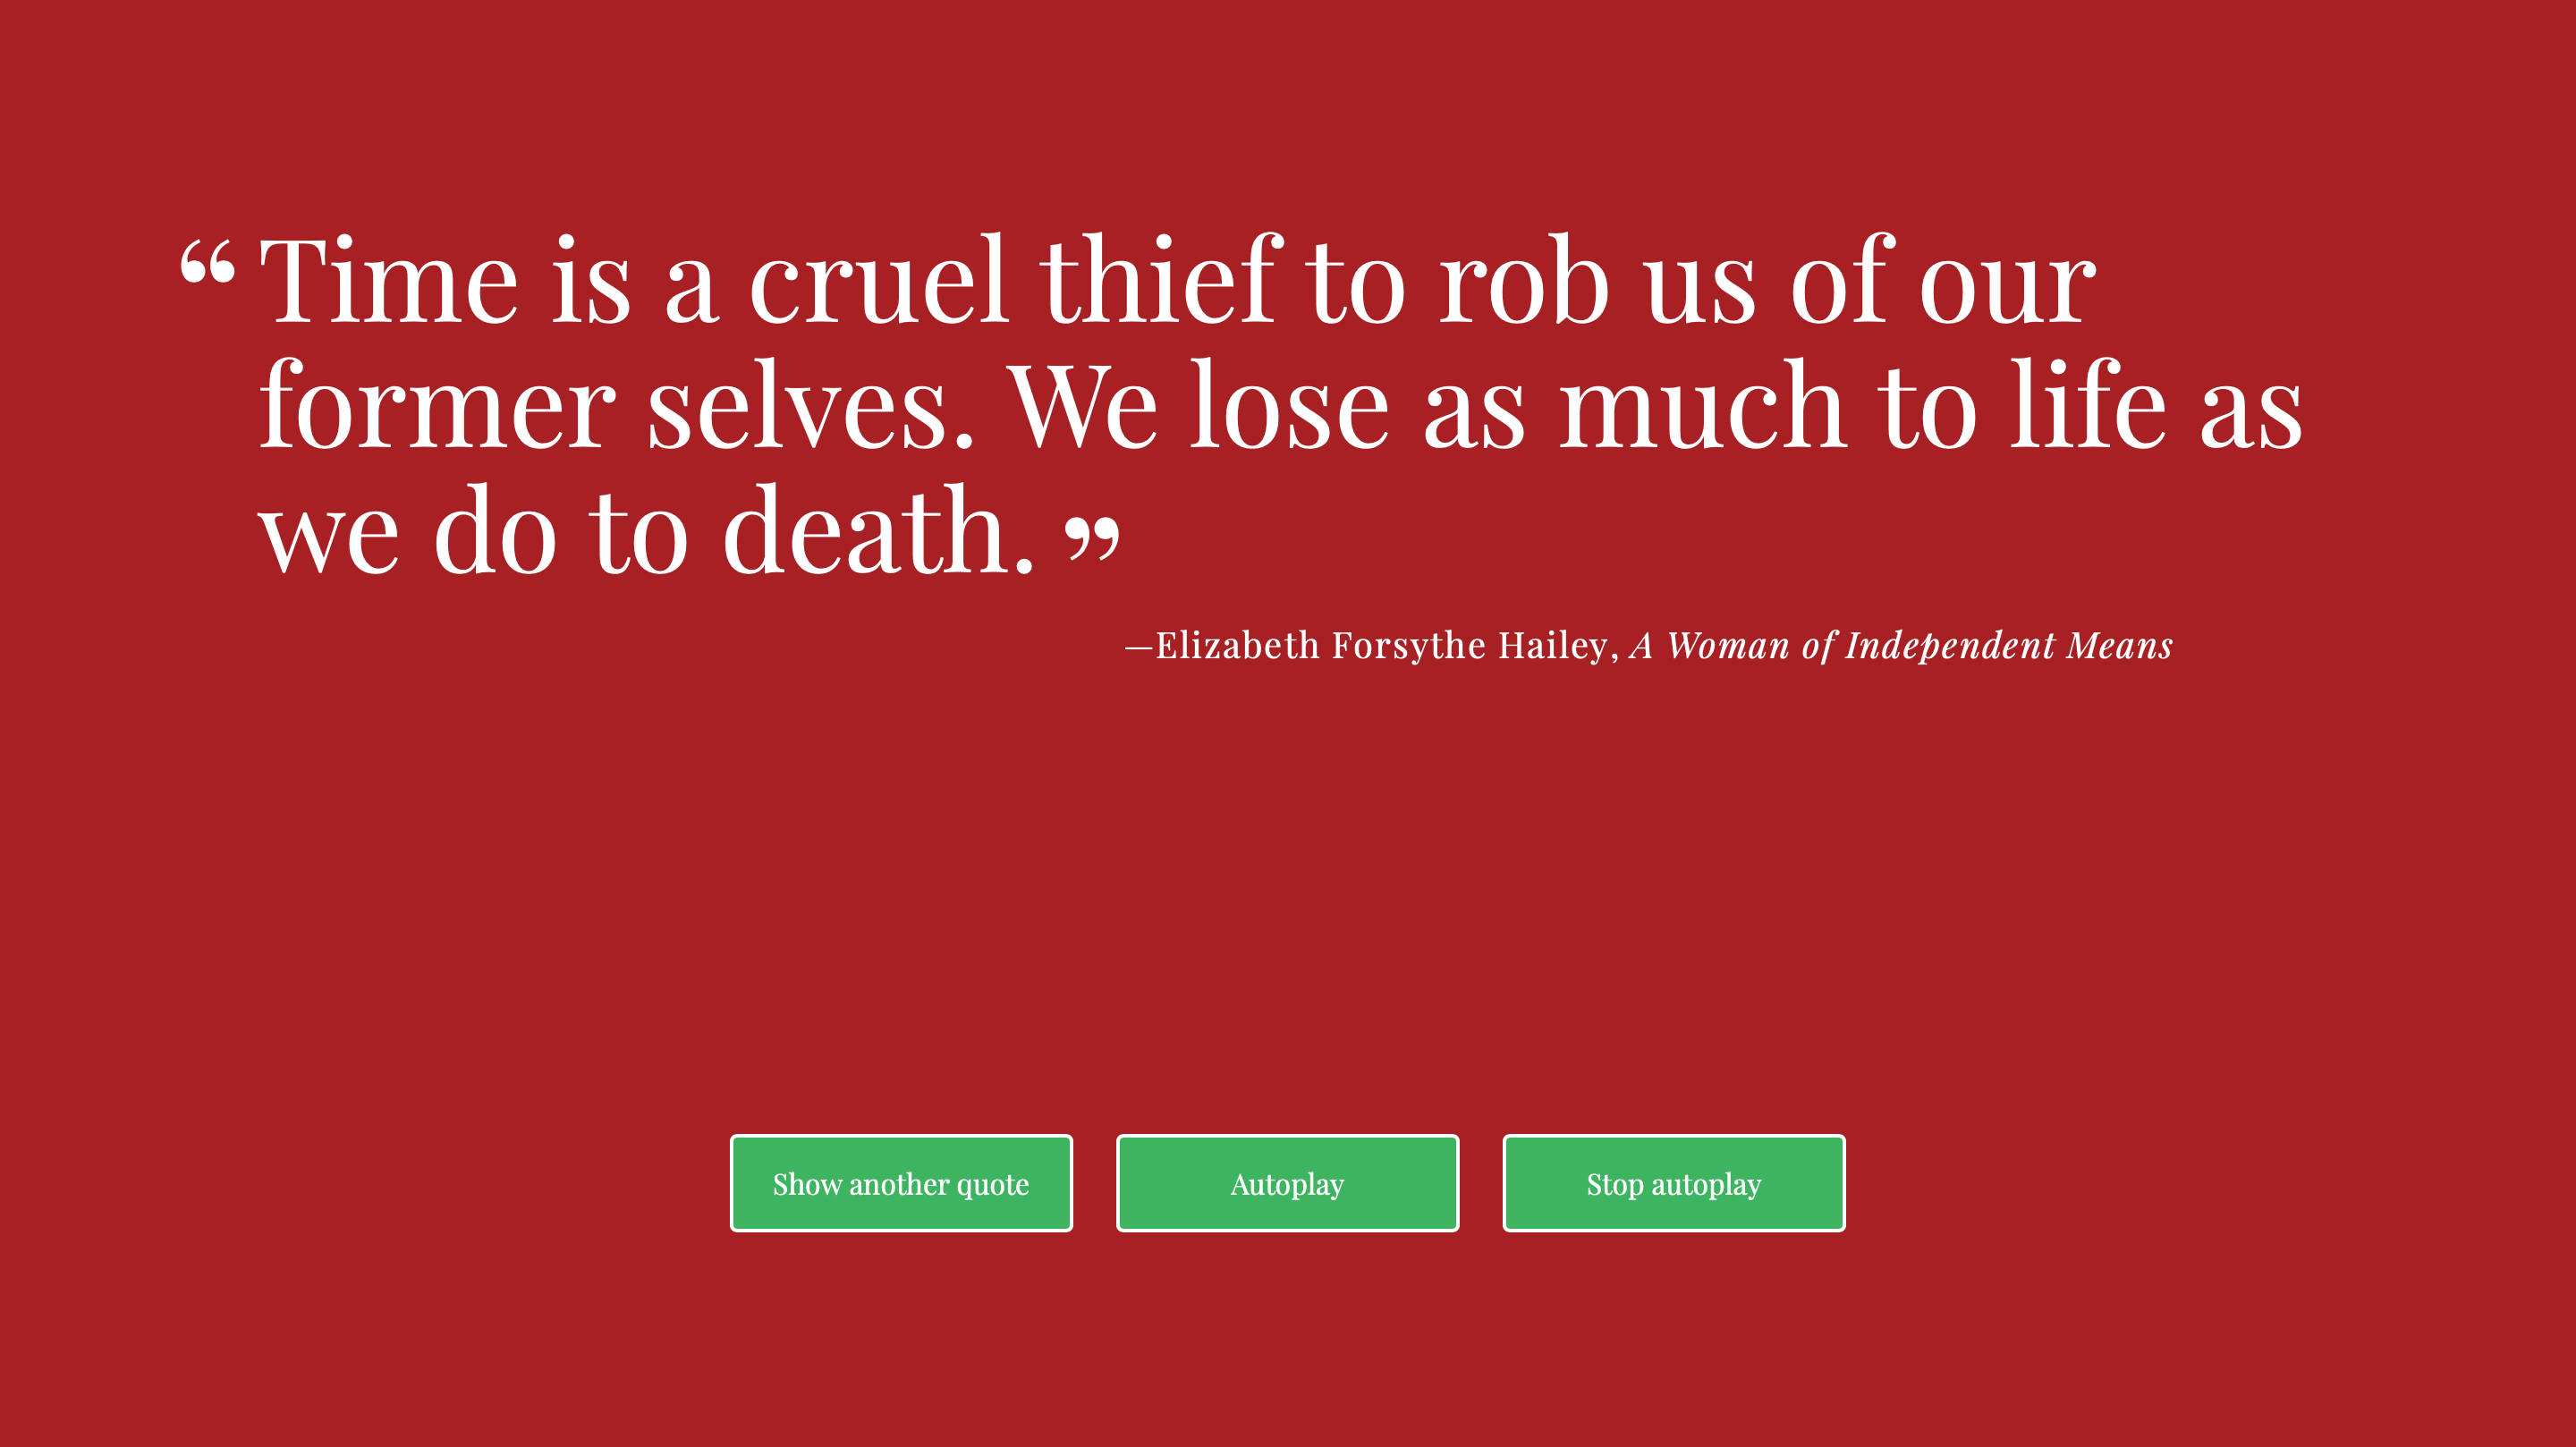 “Time is a cruel thief to rob us of our
former selves. We lose as much to life as
we do to death.”
—Elizabeth Forsythe Hailey, A Woman of Independent Means
Show another quote
Autoplay
Stop autoplay